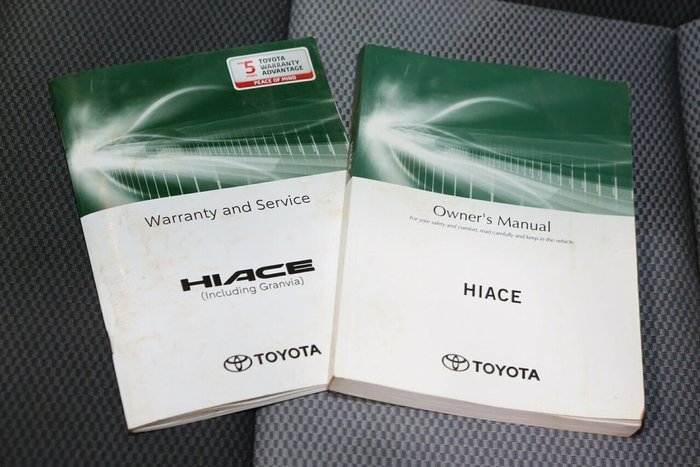 5
YEARS
TOYOTA
WARRANTY
ADVANTAGE
PEACE OF MIND
Warranty and Service
HIACE
(Including Granvia)
TOYOTA
Owner's Manual
For your safety and comfort, read carefully and keep in the vehicle.
HIACE
TOYOTA